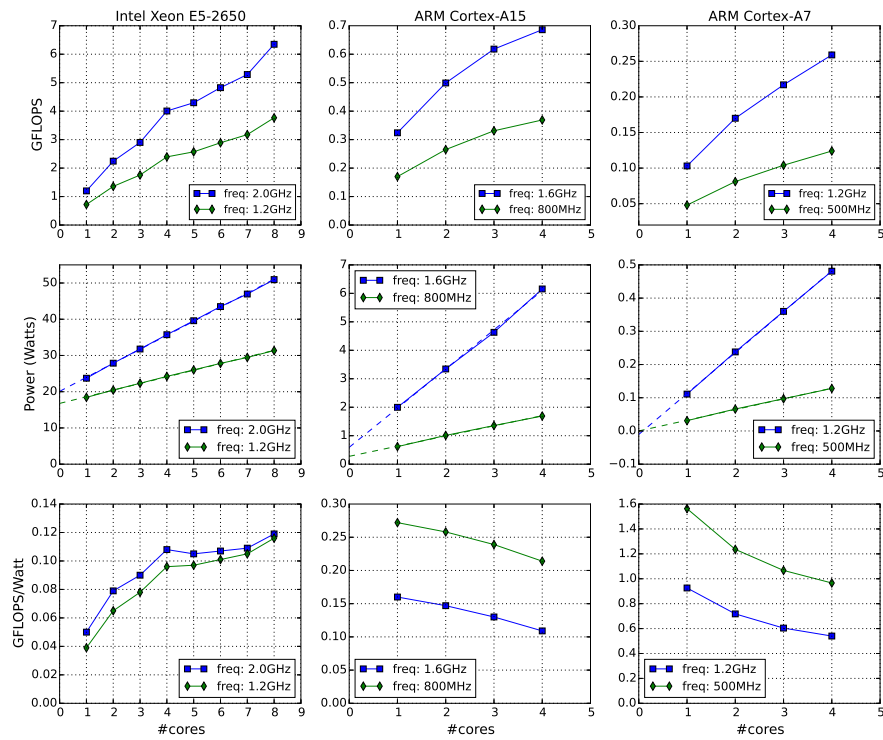 Intel Xeon E5-2650
ARM Cortex-A15
ARM Cortex-A7
GFLOPS
7
6
5
4
3
2
1
0
freq: 2.0GHz
freq: 1.2GHz
0 1 2 3 4 5 6 7 8 9
0.7
0.6
0.5
0.4
0.3
0.2
0.1
0.0
freq: 1.6GHz
freq: 800MHz
0 1 2 3 4 5
0.30
0.25
0.20
0.15
0.10
0.05
freq: 1.2GHz
freq: 500MHz
0 1 2 3 4 5
Power (Watts)
50
40
30
20
10
0
freq: 2.0GHz
freq: 1.2GHz
0 1 2 3 4 5 6 7 8 9
7
6
5
4
3
2
1
0
freq: 1.6GHz
freq: 800MHz
0 1 2 3 4 5
0.5
0.4
0.3
0.2
0.1
0.0
−0.1
freq: 1.2GHz
freq: 500MHz
0 1 2 3 4 5
GFLOPS/Watt
0.14
0.12
0.10
0.08
0.06
0.04
0.02
0.00
freq: 2.0GHz
freq: 1.2GHz
0 1 2 3 4 5 6 7 8 9
#cores
0.30
0.25
0.20
0.15
0.10
0.05
0.00
freq: 1.6GHz
freq: 800MHz
0 1 2 3 4 5
#cores
1.6
1.4
1.2
1.0
0.8
0.6
0.4
0.2
0.0
freq: 1.2GHz
freq: 500MHz
0 1 2 3 4 5
#cores